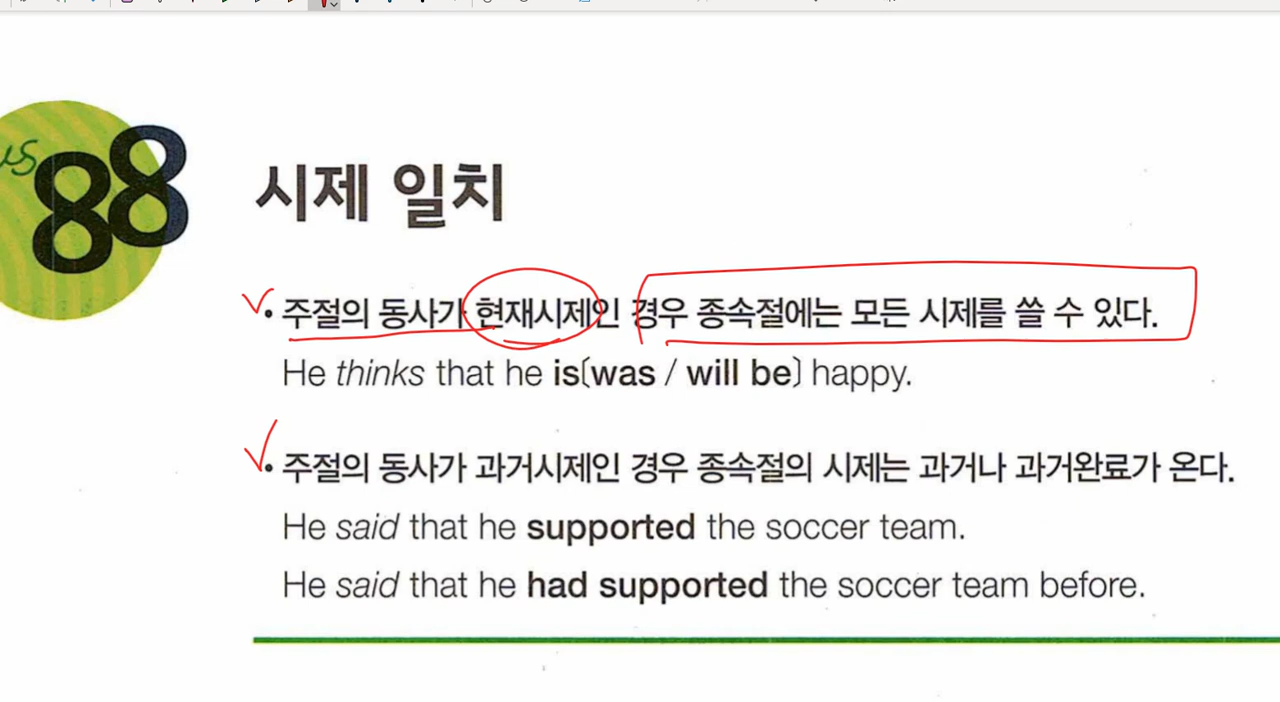 88
시제 일치
• 주절의 동사가 현재시제인 경우 종속절에는 모든 시제를 쓸 수 있다.
He thinks that he is[was / will be] happy.
• 주절의 동사가 과거시제인 경우 종속절의 시제는 과거나 과거완료가 온다.
He said that he supported the soccer team.
He said that he had supported the soccer team before.